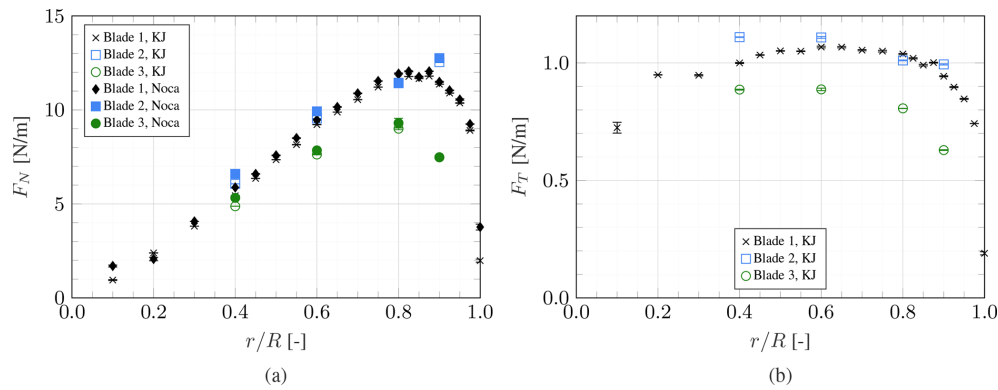 15
10
5
0
F_N [N/m]
× Blade 1, KJ
□ Blade 2, KJ
○ Blade 3, KJ
◆ Blade 1, Noca
■ Blade 2, Noca
● Blade 3, Noca
0.0 0.2 0.4 0.6 0.8 1.0
r/R [-]
(a)
1.0
0.5
0.0
F_T [N/m]
× Blade 1, KJ
□ Blade 2, KJ
○ Blade 3, KJ
0.0 0.2 0.4 0.6 0.8 1.0
r/R [-]
(b)